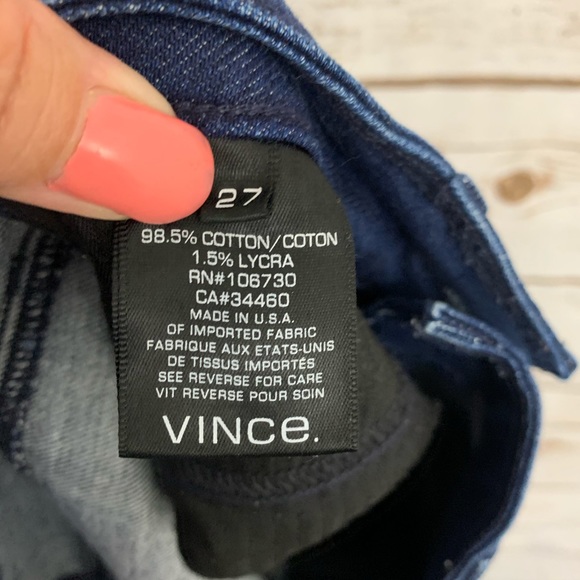 27
98.5% COTTON/COTON
1.5% LYCRA
RN#106730
CA#34460
MADE IN U.S.A.
OF IMPORTED FABRIC
FABRIQUE AUX ETATS-UNIS
DE TISSUS IMPORTÉS
SEE REVERSE FOR CARE
VIT REVERSE POUR SOIN
VINCe.